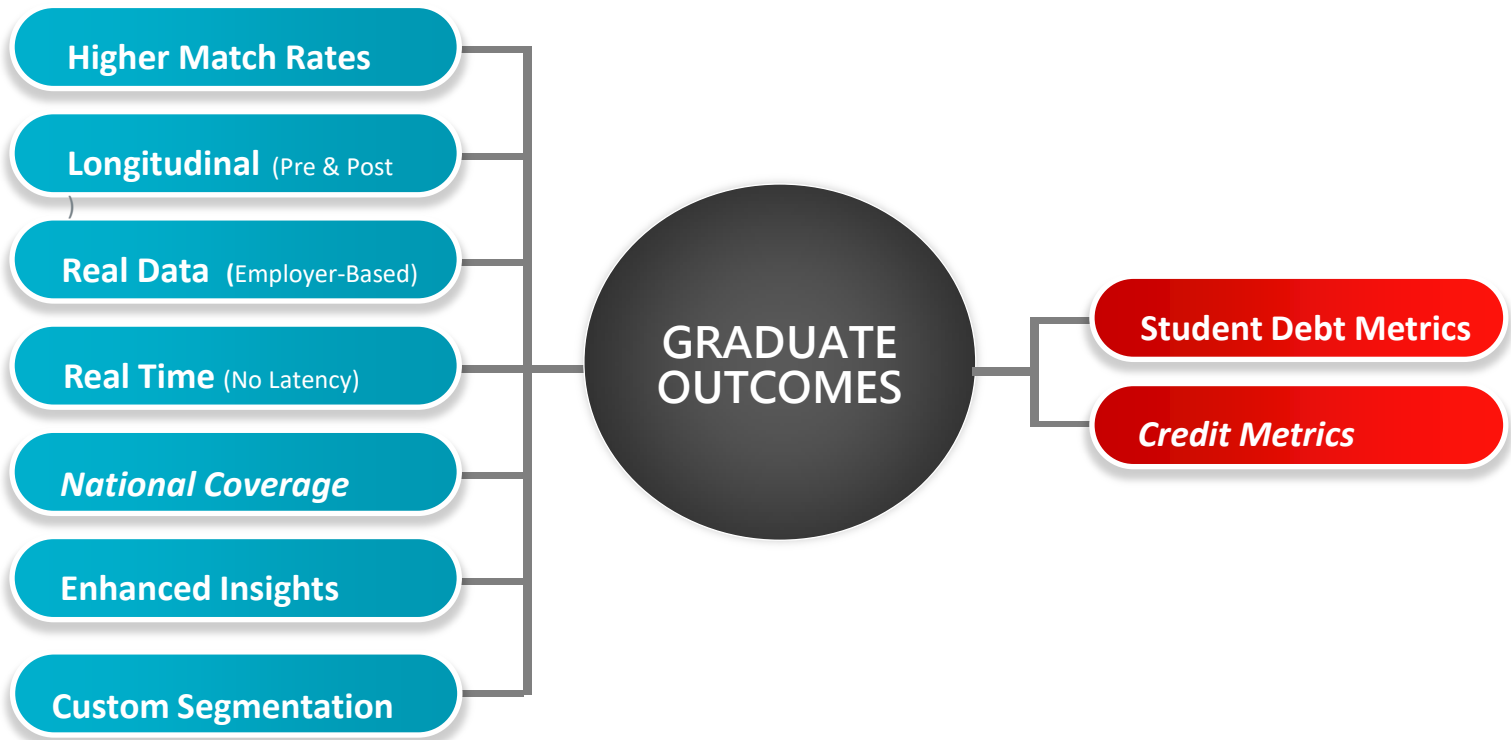 Higher Match Rates
Longitudinal (Pre & Post
)
Real Data (Employer-Based)
Real Time (No Latency)
National Coverage
Enhanced Insights
Custom Segmentation
GRADUATE
OUTCOMES
Student Debt Metrics
Credit Metrics